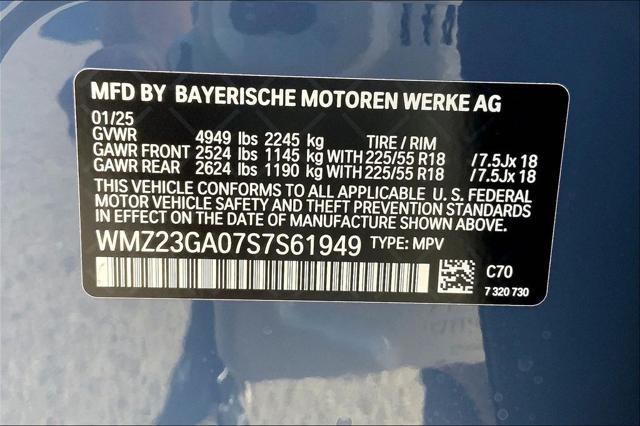 MFD BY BAYERISCHE MOTOREN WERKE AG
01/25
GVWR 4949 lbs 2245 kg TIRE / RIM
GAWR FRONT 2524 lbs 1145 kg WITH 225/55 R18 /7.5Jx 18
GAWR REAR 2624 lbs 1190 kg WITH 225/55 R18 /7.5Jx 18
THIS VEHICLE CONFORMS TO ALL APPLICABLE U. S. FEDERAL
MOTOR VEHICLE SAFETY AND THEFT PREVENTION STANDARDS
IN EFFECT ON THE DATE OF MANUFACTURE SHOWN ABOVE.
WMZ23GA07S7S61949 TYPE: MPV
C70
7 320 730